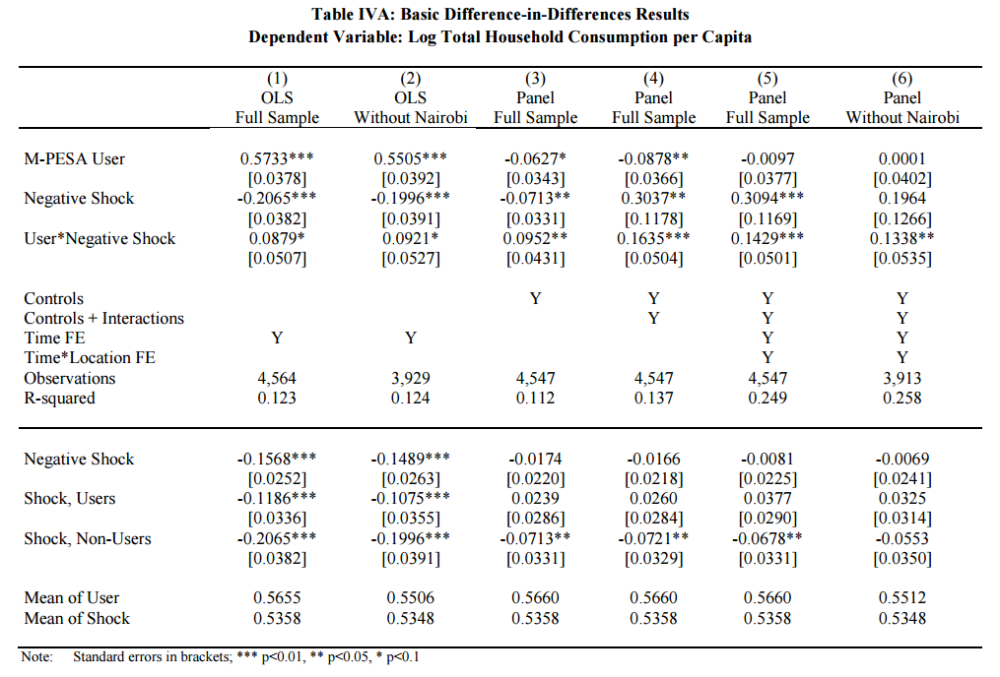 Table IVA: Basic Difference-in-Differences Results
Dependent Variable: Log Total Household Consumption per Capita
(1) (2) (3) (4) (5) (6)
OLS OLS Panel Panel Panel Panel
Full Sample Without Nairobi Full Sample Full Sample Full Sample Without Nairobi
M-PESA User 0.5733*** 0.5505*** -0.0627* -0.0878** -0.0097 0.0001
[0.0378] [0.0392] [0.0343] [0.0366] [0.0377] [0.0402]
Negative Shock -0.2065*** -0.1996*** -0.0713** 0.3037** 0.3094*** 0.1964
[0.0382] [0.0391] [0.0331] [0.1178] [0.1169] [0.1266]
User*Negative Shock 0.0879* 0.0921* 0.0952** 0.1635*** 0.1429*** 0.1338**
[0.0507] [0.0527] [0.0431] [0.0504] [0.0501] [0.0535]
Controls Y Y Y Y
Controls + Interactions Y Y Y
Time FE Y Y Y Y
Time*Location FE Y Y
Observations 4,564 3,929 4,547 4,547 4,547 3,913
R-squared 0.123 0.124 0.112 0.137 0.249 0.258
Negative Shock -0.1568*** -0.1489*** -0.0174 -0.0166 -0.0081 -0.0069
[0.0252] [0.0263] [0.0220] [0.0218] [0.0225] [0.0241]
Shock, Users -0.1186*** -0.1075*** 0.0239 0.0260 0.0377 0.0325
[0.0336] [0.0355] [0.0286] [0.0284] [0.0290] [0.0314]
Shock, Non-Users -0.2065*** -0.1996*** -0.0713** -0.0721** -0.0678** -0.0553
[0.0382] [0.0391] [0.0331] [0.0329] [0.0331] [0.0350]
Mean of User 0.5655 0.5506 0.5660 0.5660 0.5660 0.5512
Mean of Shock 0.5358 0.5348 0.5358 0.5358 0.5358 0.5348
Note: Standard errors in brackets; *** p<0.01, ** p<0.05, * p<0.1